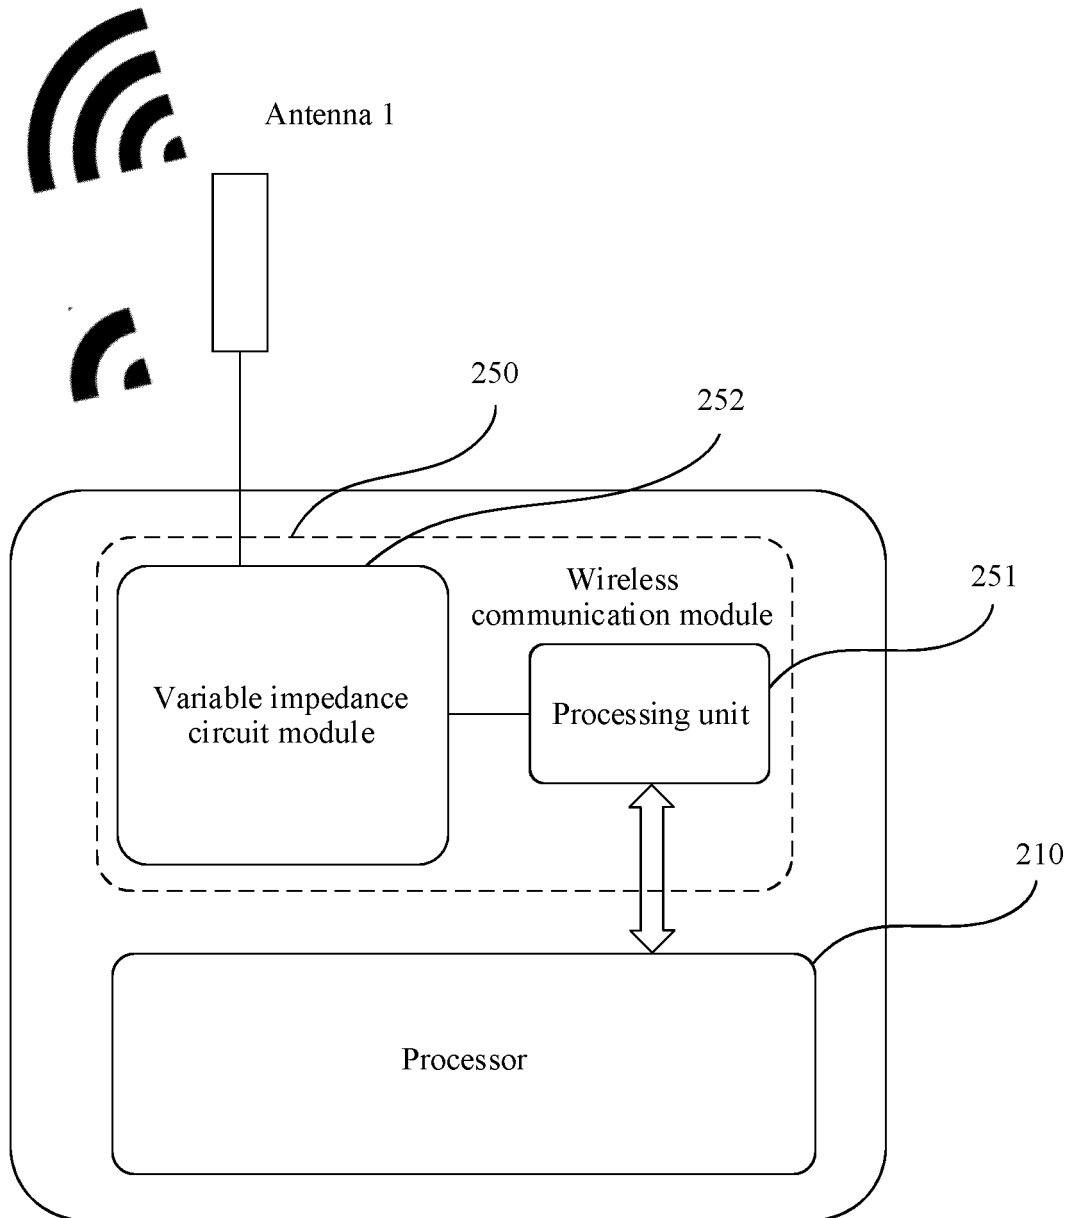 Antenna 1
250
252
Wireless
communication module
251
Variable impedance
circuit module
Processing unit
210
Processor